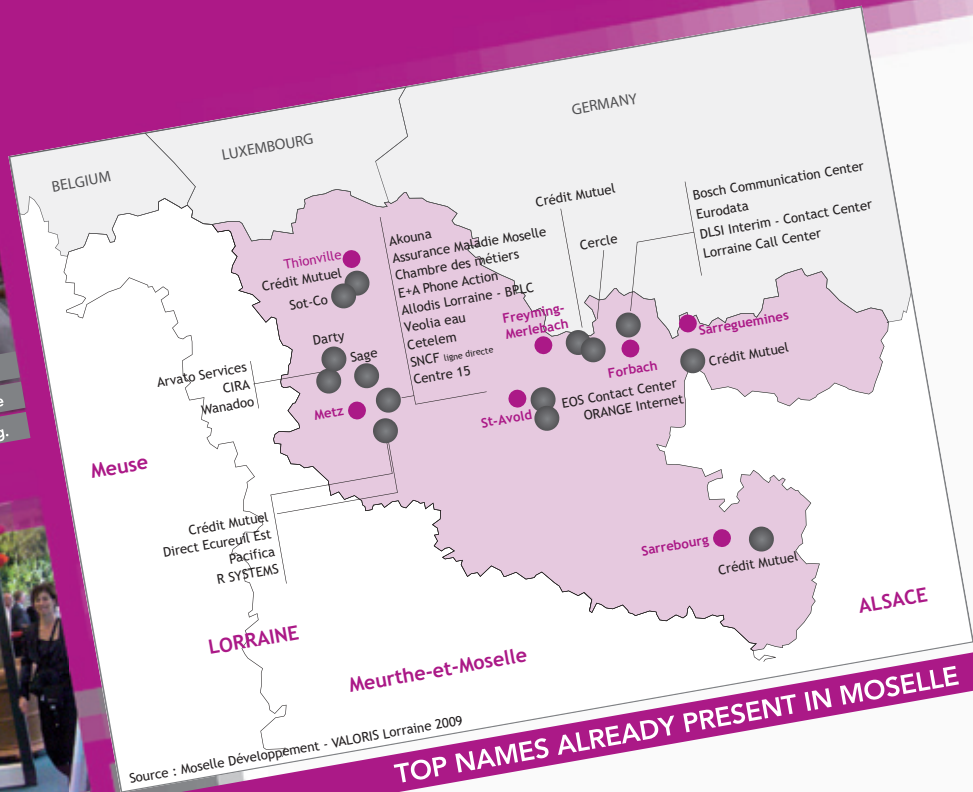 BELGIUM
LUXEMBOURG
GERMANY
Thionville
Crédit Mutuel
Sot-Co
Darty
Sage
Arvato Services
CIRA
Wanadoo
Metz
Akouna
Assurance Maladie Moselle
Chambre des métiers
E+A Phone Action
Allodis Lorraine - BPLC
Veolia eau
Cetelem
SNCF ligne directe
Centre 15
Crédit Mutuel
Cercle
Bosch Communication Center
Eurodata
DLSI Interim - Contact Center
Lorraine Call Center
Freyming-
Merlebach
Forbach
Sarreguemines
Crédit Mutuel
St-Avold
EOS Contact Center
ORANGE Internet
Meuse
Crédit Mutuel
Direct Ecureuil Est
Pacifica
R SYSTEMS
Sarrebourg
Crédit Mutuel
LORRAINE
ALSACE
Meurthe-et-Moselle
Source : Moselle Développement - VALORIS Lorraine 2009
TOP NAMES ALREADY PRESENT IN MOSELLE
e
g.